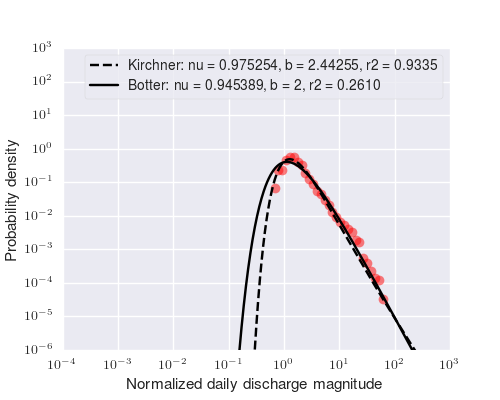 Kirchner: nu = 0.975254, b = 2.44255, r2 = 0.9335
Botter: nu = 0.945389, b = 2, r2 = 0.2610
Probability density
10³
10²
10¹
10⁰
10⁻¹
10⁻²
10⁻³
10⁻⁴
10⁻⁵
10⁻⁶
10⁻⁴ 10⁻³ 10⁻² 10⁻¹ 10⁰ 10¹ 10² 10³
Normalized daily discharge magnitude